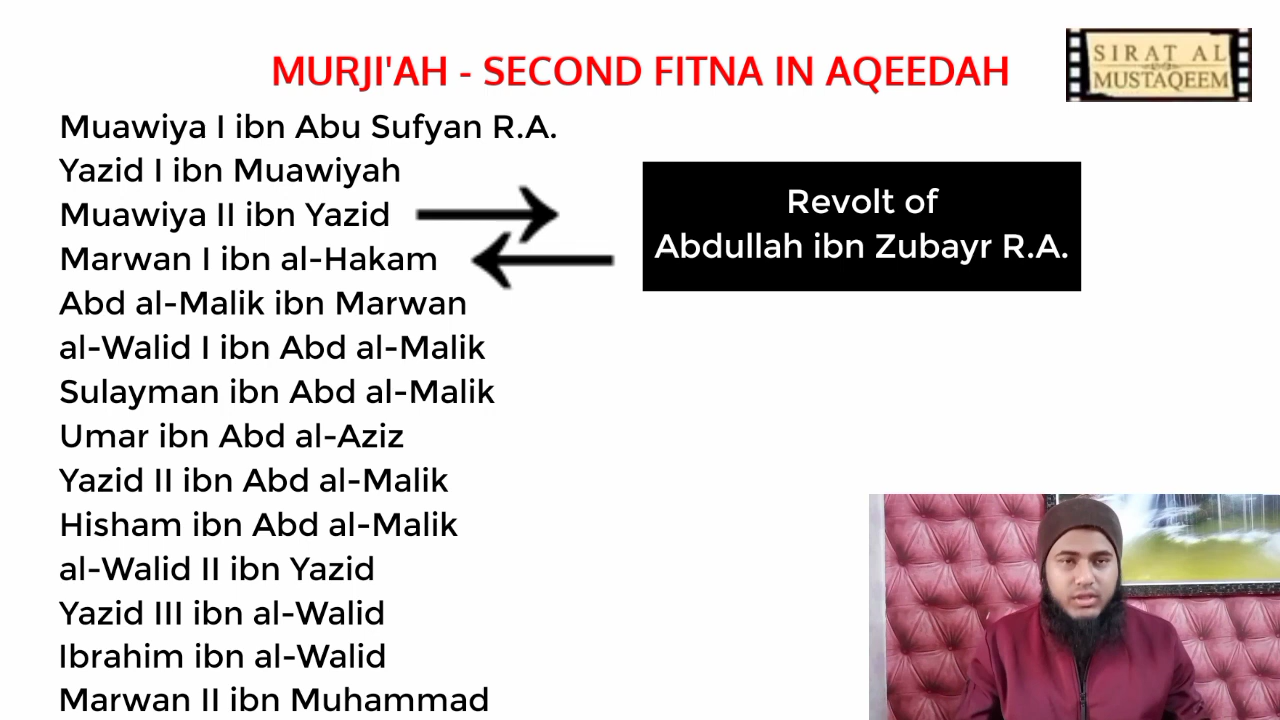 MURJI'AH - SECOND FITNA IN AQEEDAH
SIRAT AL
MUSTAQEEM
Muawiya I ibn Abu Sufyan R.A.
Yazid I ibn Muawiyah
Muawiya II ibn Yazid
Marwan I ibn al-Hakam
Abd al-Malik ibn Marwan
al-Walid I ibn Abd al-Malik
Sulayman ibn Abd al-Malik
Umar ibn Abd al-Aziz
Yazid II ibn Abd al-Malik
Hisham ibn Abd al-Malik
al-Walid II ibn Yazid
Yazid III ibn al-Walid
Ibrahim ibn al-Walid
Marwan II ibn Muhammad
Revolt of
Abdullah ibn Zubayr R.A.